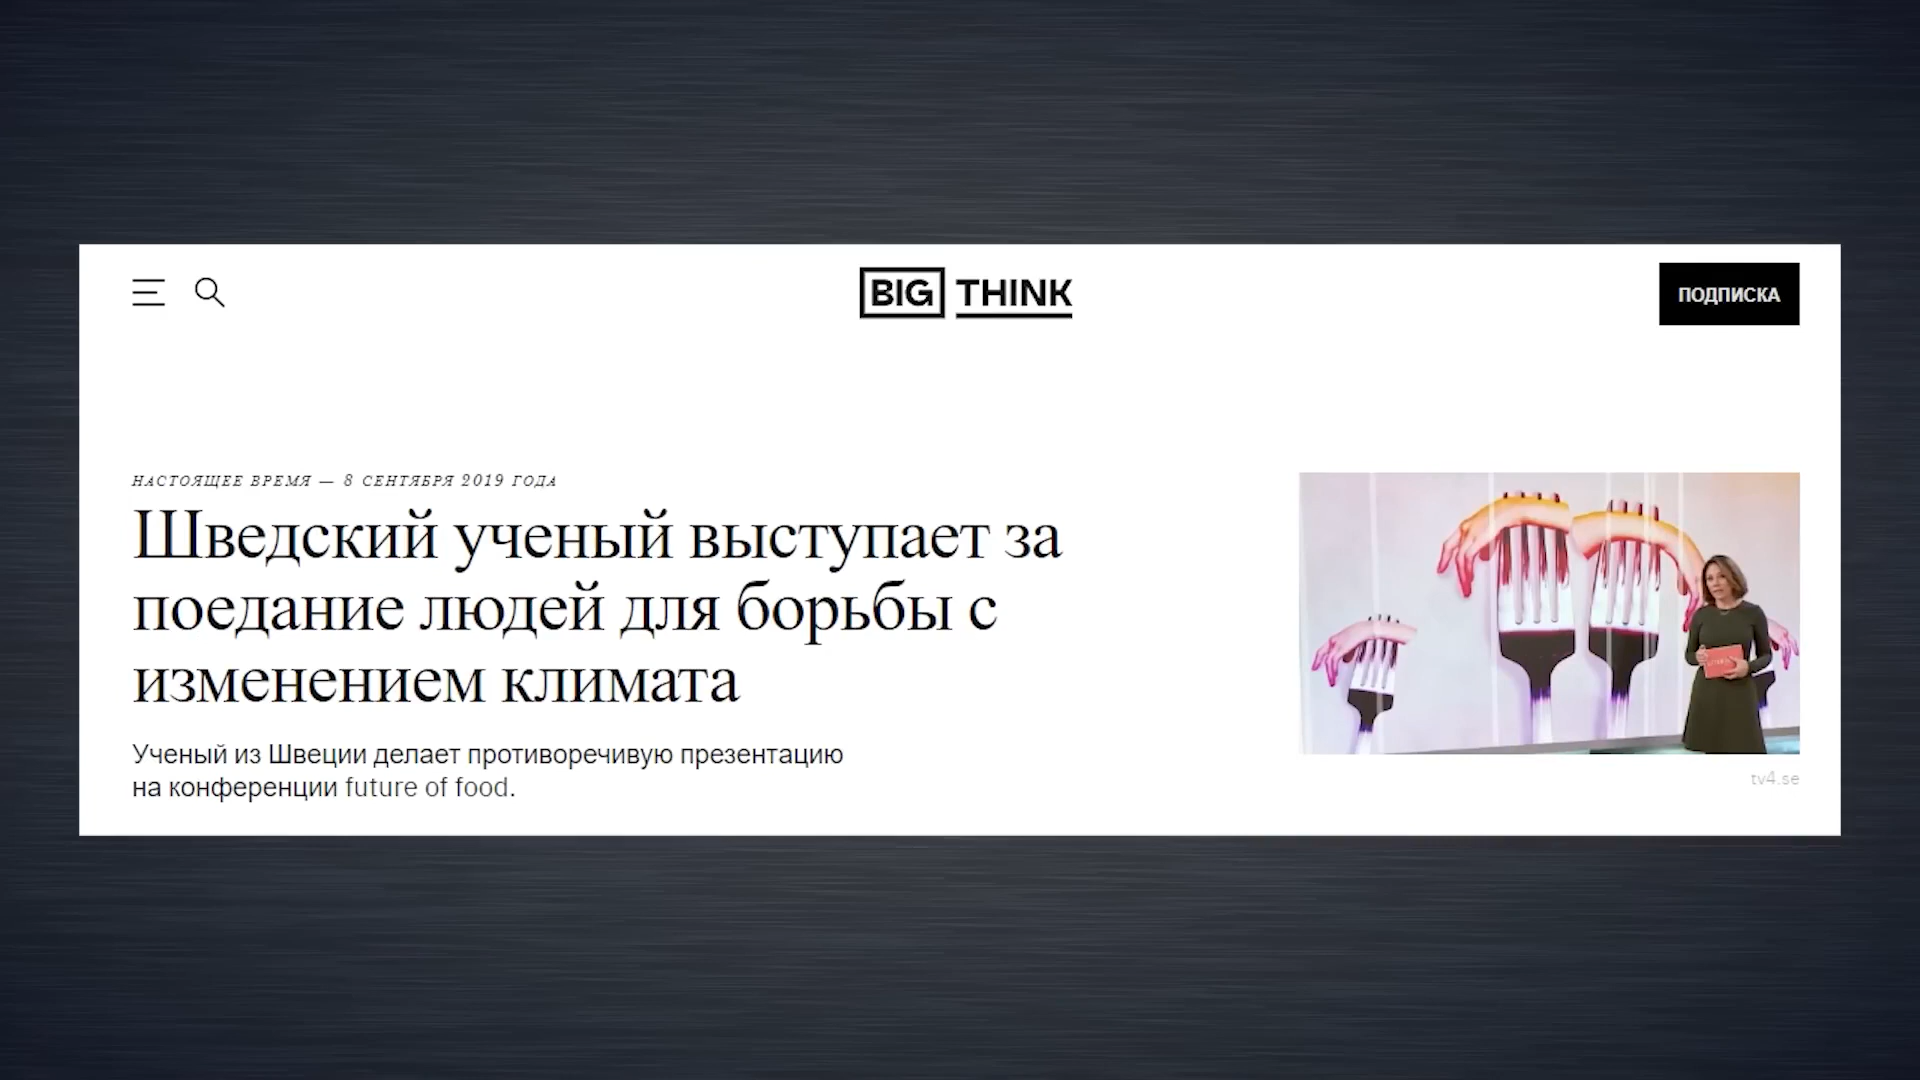 BIG THINK
ПОДПИСКА
НАСТОЯЩЕЕ ВРЕМЯ — 8 СЕНТЯБРЯ 2019 ГОДА
Шведский ученый выступает за
поедание людей для борьбы с
изменением климата
Ученый из Швеции делает противоречивую презентацию
на конференции future of food.
tv4.se